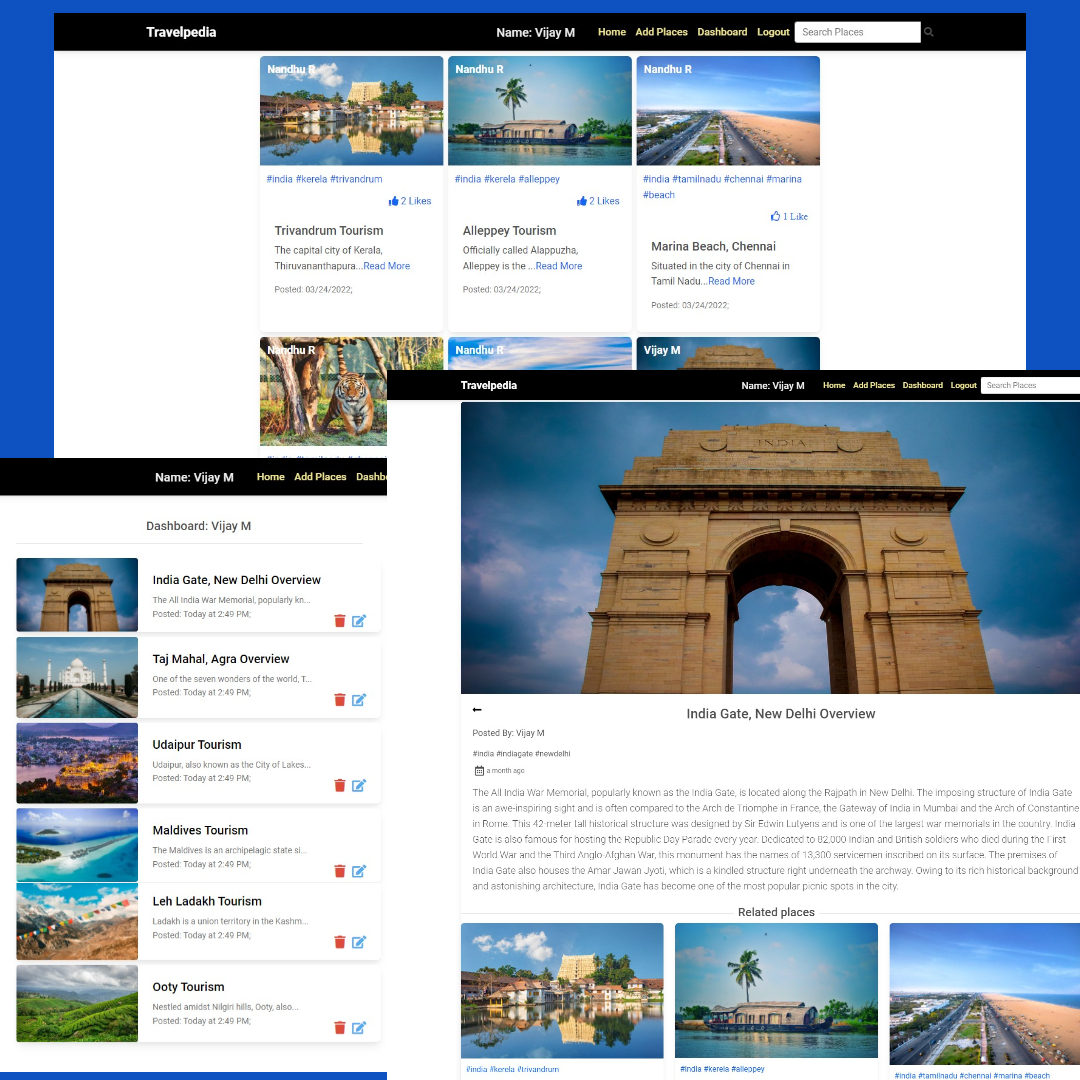 Travelpedia
Name: Vijay M
Home
Add Places
Dashboard
Logout
Search Places
Nandhu R
#india #kerela #trivandrum
2 Likes
Trivandrum Tourism
The capital city of Kerala,
Thiruvananthapura...Read More
Posted: 03/24/2022;
Nandhu R
#india #kerela #alleppey
2 Likes
Alleppey Tourism
Officially called Alappuzha,
Alleppey is the ...Read More
Posted: 03/24/2022;
Nandhu R
#india #tamilnadu #chennai #marina
#beach
1 Like
Marina Beach, Chennai
Situated in the city of Chennai in
Tamil Nadu...Read More
Posted: 03/24/2022;
Nandhu R
Nandhu R
Vijay M
Name: Vijay M
Home
Add Places
Dashb
Dashboard: Vijay M
India Gate, New Delhi Overview
The All India War Memorial, popularly kn...
Posted: Today at 2:49 PM;
Taj Mahal, Agra Overview
One of the seven wonders of the world, T...
Posted: Today at 2:49 PM;
Udaipur Tourism
Udaipur, also known as the City of Lakes...
Posted: Today at 2:49 PM;
Maldives Tourism
The Maldives is an archipelagic state si...
Posted: Today at 2:49 PM;
Leh Ladakh Tourism
Ladakh is a union territory in the Kashm...
Posted: Today at 2:49 PM;
Ooty Tourism
Nestled amidst Nilgiri hills, Ooty, also...
Posted: Today at 2:49 PM;
Travelpedia
Name: Vijay M
Home
Add Places
Dashboard
Logout
Search Places
INDIA
India Gate, New Delhi Overview
Posted By: Vijay M
#india #indiagate #newdelhi
a month ago
The All India War Memorial, popularly known as the India Gate, is located along the Rajpath in New Delhi. The imposing structure of India Gate
is an awe-inspiring sight and is often compared to the Arch de Triomphe in France, the Gateway of India in Mumbai and the Arch of Constantine
in Rome. This 42-meter tall historical structure was designed by Sir Edwin Lutyens and is one of the largest war memorials in the country. India
Gate is also famous for hosting the Republic Day Parade every year. Dedicated to 82,000 Indian and British soldiers who died during the First
World War and the Third Anglo-Afghan War, this monument has the names of 13,300 servicemen inscribed on its surface. The premises of
India Gate also houses the Amar Jawan Jyoti, which is a kindled structure right underneath the archway. Owing to its rich historical background
and astonishing architecture, India Gate has become one of the most popular picnic spots in the city.
Related places
#india #kerela #trivandrum
#india #kerela #alleppey
#india #tamilnadu #chennai #marina #beach